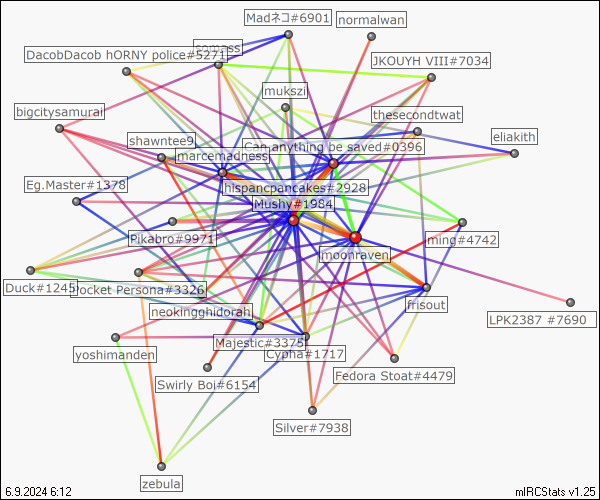 Madネコ#6901
normalwan
DacobDacob hORNY police#5271
JKOUYH VIII#7034
mukszi
bigcitysamurai
thesecondtwat
shawntee9
Can anything be saved#0396
eliakith
marcemadness
Eg.Master#1378
hispancpancakes#2928
Mushy#1984
Pikabro#9971
ming#4742
moonraven
Duck#1245
Jocket Persona#3326
frisout
neokingghidorah
LPK2387 #7690
Majestic#3375
yoshimanden
Cypha#1717
Swirly Boi#6154
Fedora Stoat#4479
Silver#7938
zebula
6.9.2024 6:12
mIRCStats v1.25